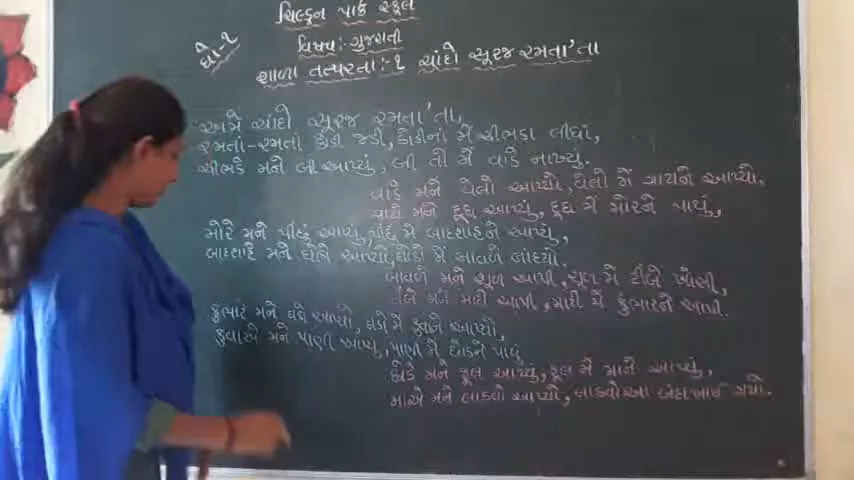 ચિલ્ડ્રન પાર્ક સ્કૂલ
ધો-૧ વિષય:- ગુજરાતી
શાળા તત્પરતા:-૧ ચાંદો સૂરજ રમતા'તા
અમે ચાંદો સૂરજ રમતા'તા,
રમતાં-રમતાં કોડી જડી, કોડીનાં મેં ચીભડાં લીધાં,
ચીભડે મને બી આપ્યું, બી તો મેં વાડે નાખ્યું.
વાડે મને વેલો આપ્યો, વેલો મેં ગાયને આપ્યો,
ગાયે મને દૂધ આપ્યું, દૂધ મેં મોરને પાયું,
મોરે મને પીંછું આપ્યું, પીંછું મેં બાદશાહને આપ્યું,
બાદશાહે મને ઘોડો આપ્યો, ઘોડો મેં બાવળે બાંધ્યો,
બાવળે મને શૂળ આપી, શૂળ મેં ટીંબે ખોસી,
ટીંબે મને માટી આપી, માટી મેં કુંભારને આપી.
કુંભારે મને ઘડો આપ્યો, ઘડો મેં કુવાને આપ્યો,
કુવાએ મને પાણી આપ્યું, પાણી મેં છોડને પાયું
છોડે મને ફૂલ આપ્યું, ફૂલ મેં માને આપ્યું,
માએ મને લાડવો આપ્યો, લાડવો ગયો.